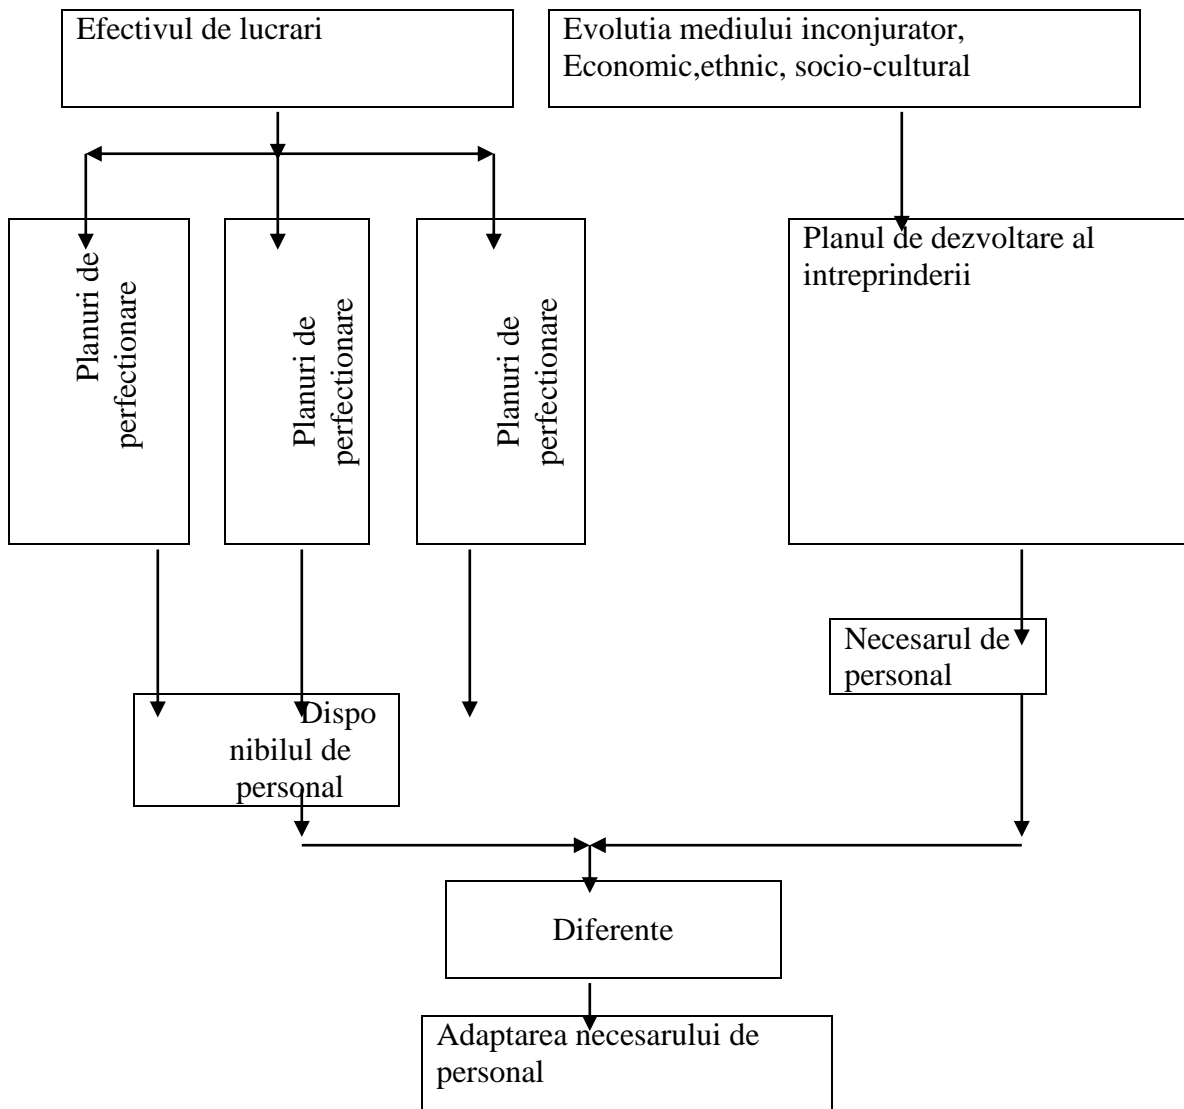 Efectivul de lucrari
Evolutia mediului inconjurator,
Economic,ethnic, socio-cultural
Planuri de
perfectionare
Planuri de
perfectionare
Planuri de
perfectionare
Planul de dezvoltare al
intreprinderii
Necesarul de
personal
Dispo
nibilul de
personal
Diferente
Adaptarea necesarului de
personal